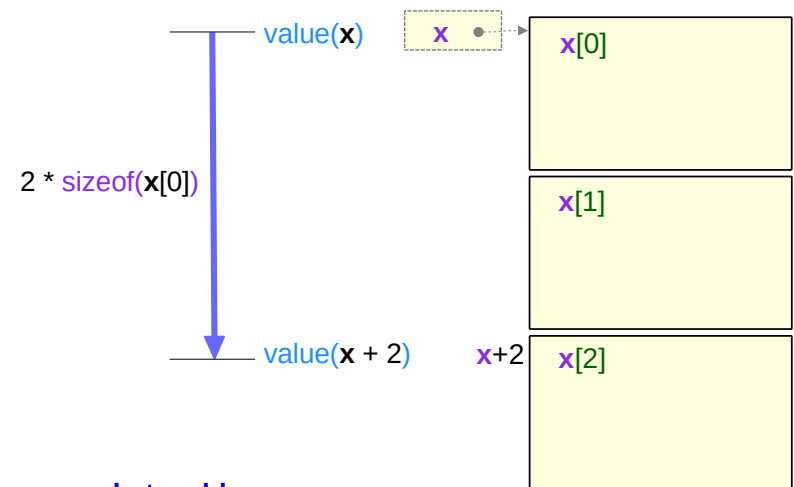 value(x)
x
x[0]
2 * sizeof(x[0])
x[1]
value(x + 2)
x+2
x[2]